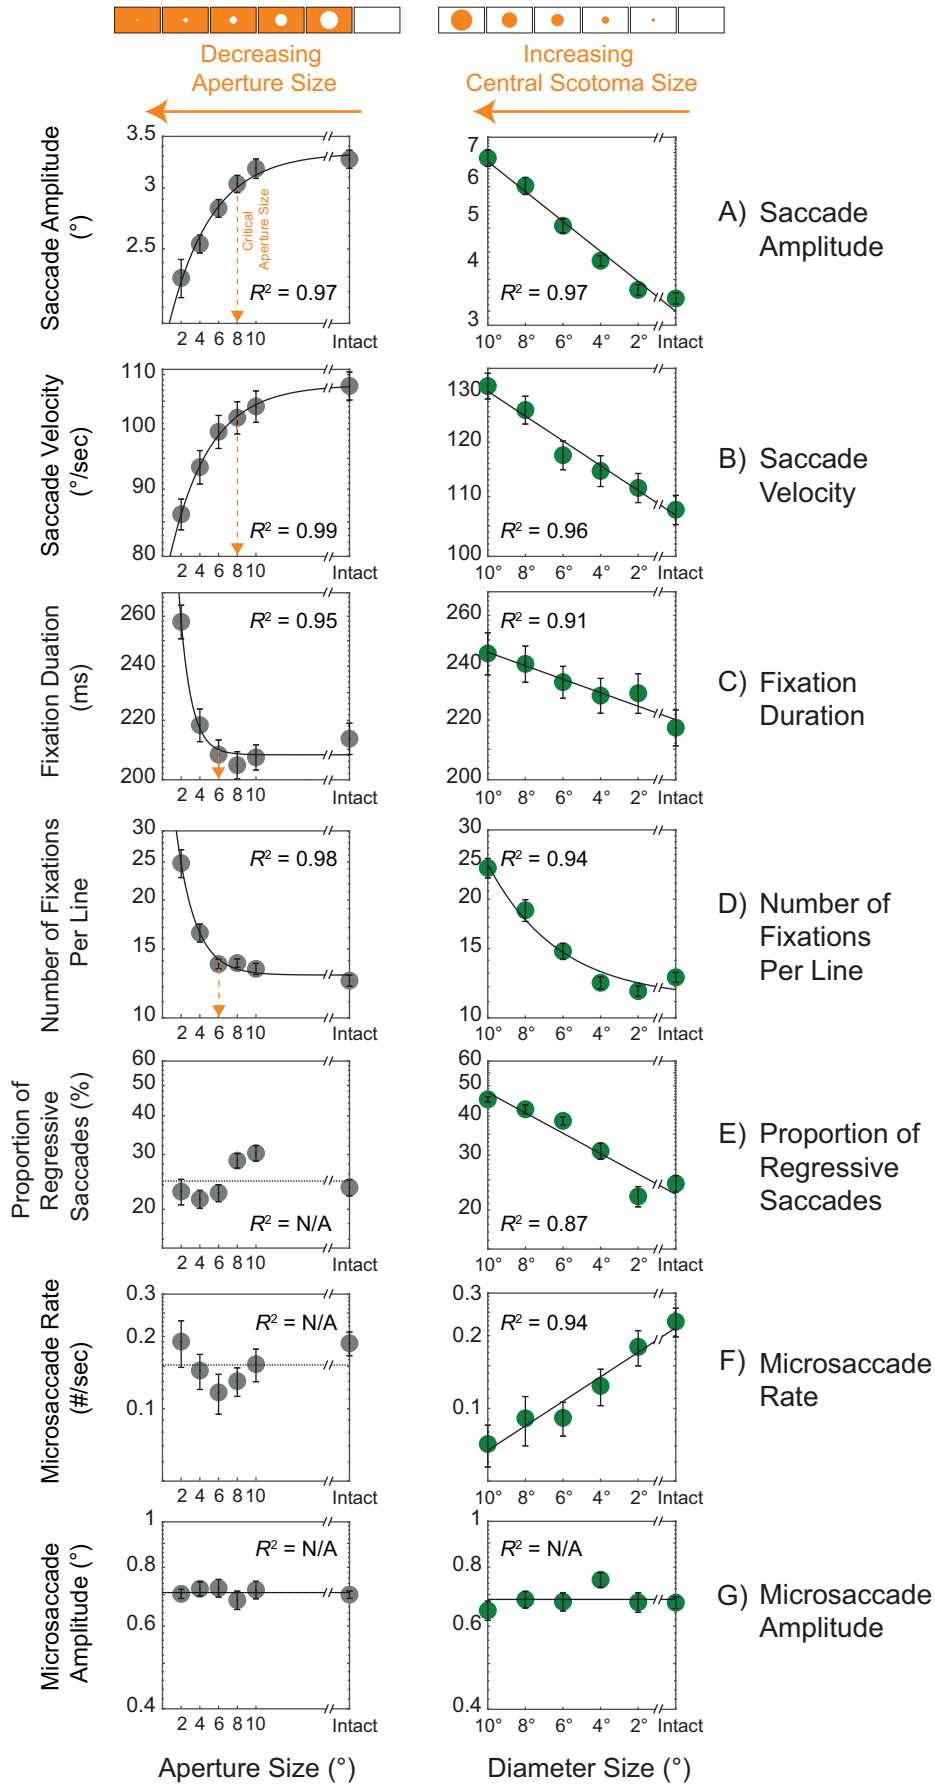 Decreasing
Aperture Size
Increasing
Central Scotoma Size
Saccade Amplitude
(°)
3.5
3
2.5
Critical
Aperture Size
R² = 0.97
2 4 6 8 10
Intact
7
6
5
4
3
R² = 0.97
10° 8° 6° 4° 2° Intact
A) Saccade
Amplitude
Saccade Velocity
(°/sec)
110
100
90
80
R² = 0.99
2 4 6 8 10 Intact
130
120
110
100
R² = 0.96
10° 8° 6° 4° 2° Intact
B) Saccade
Velocity
Fixation Duation
(ms)
260
240
220
200
R² = 0.95
2 4 6 8 10
Intact
260
240
220
200
R² = 0.91
10° 8° 6° 4° 2° Intact
C) Fixation
Duration
Number of Fixations
Per Line
30
25
20
15
10
R² = 0.98
2 4 6 8 10 Intact
30
25
20
15
10
R² = 0.94
10° 8° 6° 4° 2° Intact
D) Number of
Fixations
Per Line
Proportion of
Regressive
Saccades (%)
60
50
40
30
20
R² = N/A
2 4 6 8 10 Intact
60
50
40
30
20
R² = 0.87
10° 8° 6° 4° 2° Intact
E) Proportion of
Regressive
Saccades
Microsaccade Rate
(#/sec)
0.3
0.2
0.1
R² = N/A
2 4 6 8 10
Intact
0.3
0.2
0.1
R² = 0.94
10° 8° 6° 4° 2° Intact
F) Microsaccade
Rate
Microsaccade
Amplitude (°)
1
0.8
0.6
0.4
R² = N/A
2 4 6 8 10
Intact
1
0.8
0.6
0.4
R² = N/A
10° 8° 6° 4° 2° Intact
G) Microsaccade
Amplitude
Aperture Size (°)
Diameter Size (°)